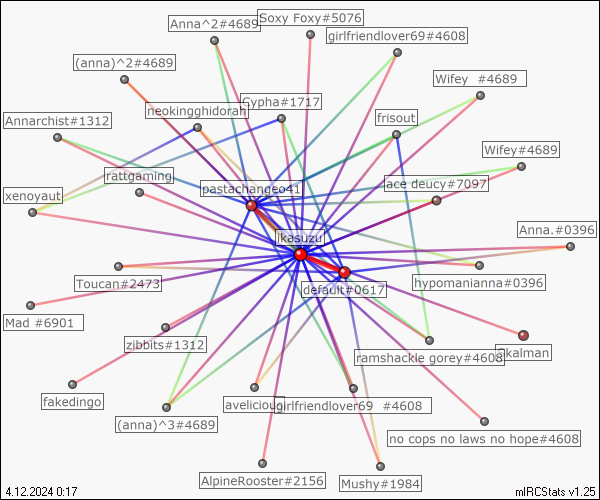 Soxy Foxy#5076
Anna^2#4689
girlfriendlover69#4608
(anna)^2#4689
Wifey #4689
Cypha#1717
neokingghidorah
frisout
Annarchist#1312
Wifey#4689
rattgaming
pastachangeo41
ace deucy#7097
xenoyaut
Anna.#0396
ikasuzu
Toucan#2473
default#0617
hypomanianna#0396
Mad #6901
zibbits#1312
ramshackle gorey#4608
fakedingo
girlfriendlover69 #4608
(anna)^3#4689
no cops no laws no hope#4608
AlpineRooster#2156
Mushy#1984
4.12.2024 0:17
mIRCStats v1.25